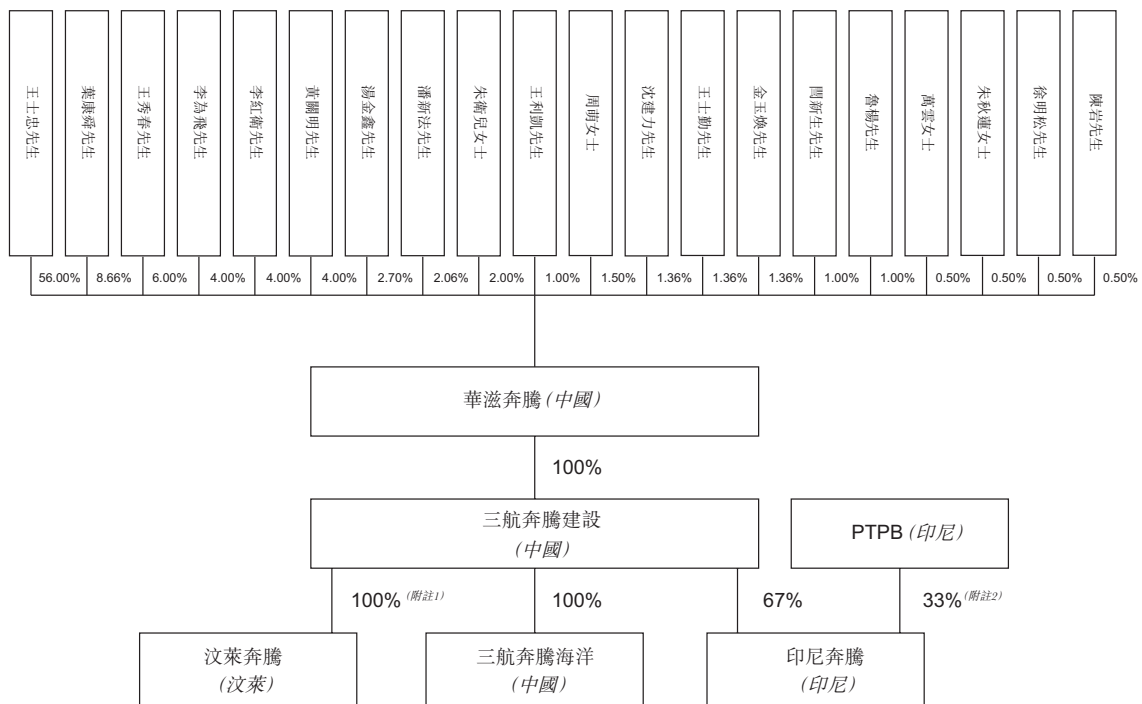 王士忠先生
葉康舜先生
王秀春先生
李為飛先生
李紅衛先生
黃關明先生
湯金鑫先生
潘新法先生
朱衛兒女士
王利凱先生
周萌女士
沈建力先生
王士勤先生
金玉煥先生
閆新生先生
魯楊先生
萬雲女士
朱秋蓮女士
徐明松先生
陳岩先生
56.00% 8.66% 6.00% 4.00% 4.00% 4.00% 2.70% 2.06% 2.00% 1.00% 1.50% 1.36% 1.36% 1.36% 1.00% 1.00% 0.50% 0.50% 0.50% 0.50%
華滋奔騰(中國)
100%
三航奔騰建設
(中國)
PTPB (印尼)
100% (附註1)
100%
67%
33% (附註2)
汶萊奔騰
(汶萊)
三航奔騰海洋
(中國)
印尼奔騰
(印尼)